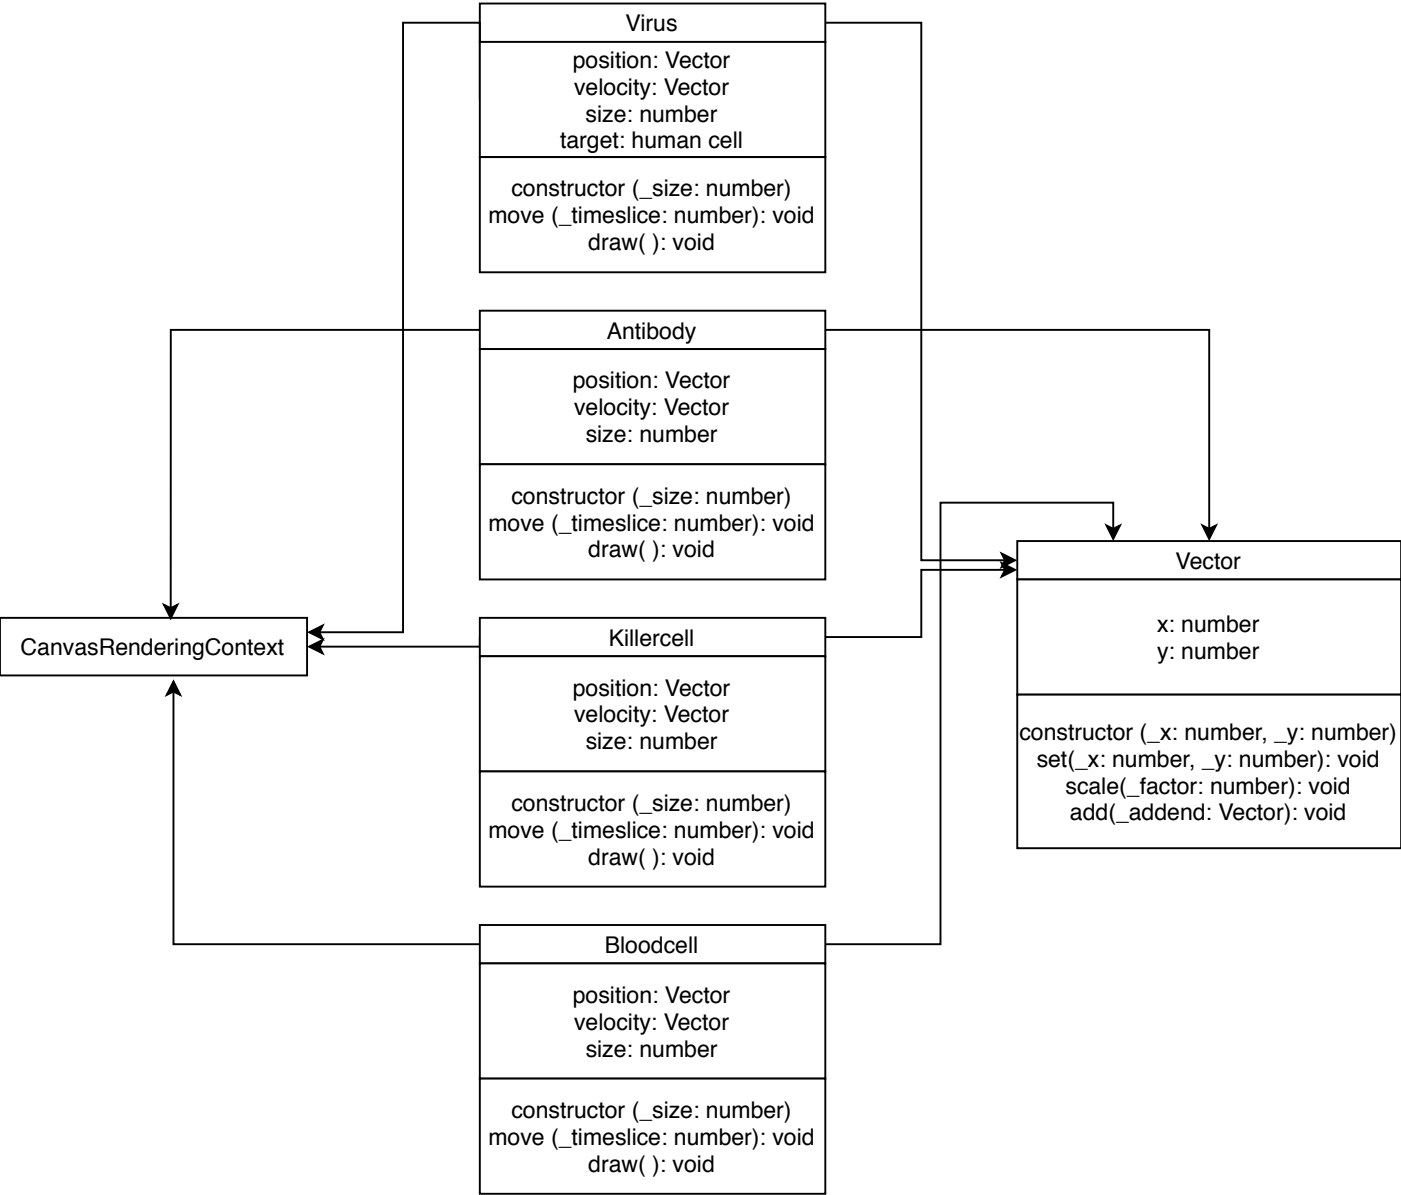 Virus
position: Vector
velocity: Vector
size: number
target: human cell
constructor (_size: number)
move (_timeslice: number): void
draw( ): void
Antibody
position: Vector
velocity: Vector
size: number
constructor (_size: number)
move (_timeslice: number): void
draw( ): void
CanvasRenderingContext
Killercell
position: Vector
velocity: Vector
size: number
constructor (_size: number)
move (_timeslice: number): void
draw( ): void
Vector
x: number
y: number
constructor (_x: number, _y: number)
set(_x: number, _y: number): void
scale(_factor: number): void
add(_addend: Vector): void
Bloodcell
position: Vector
velocity: Vector
size: number
constructor (_size: number)
move (_timeslice: number): void
draw( ): void